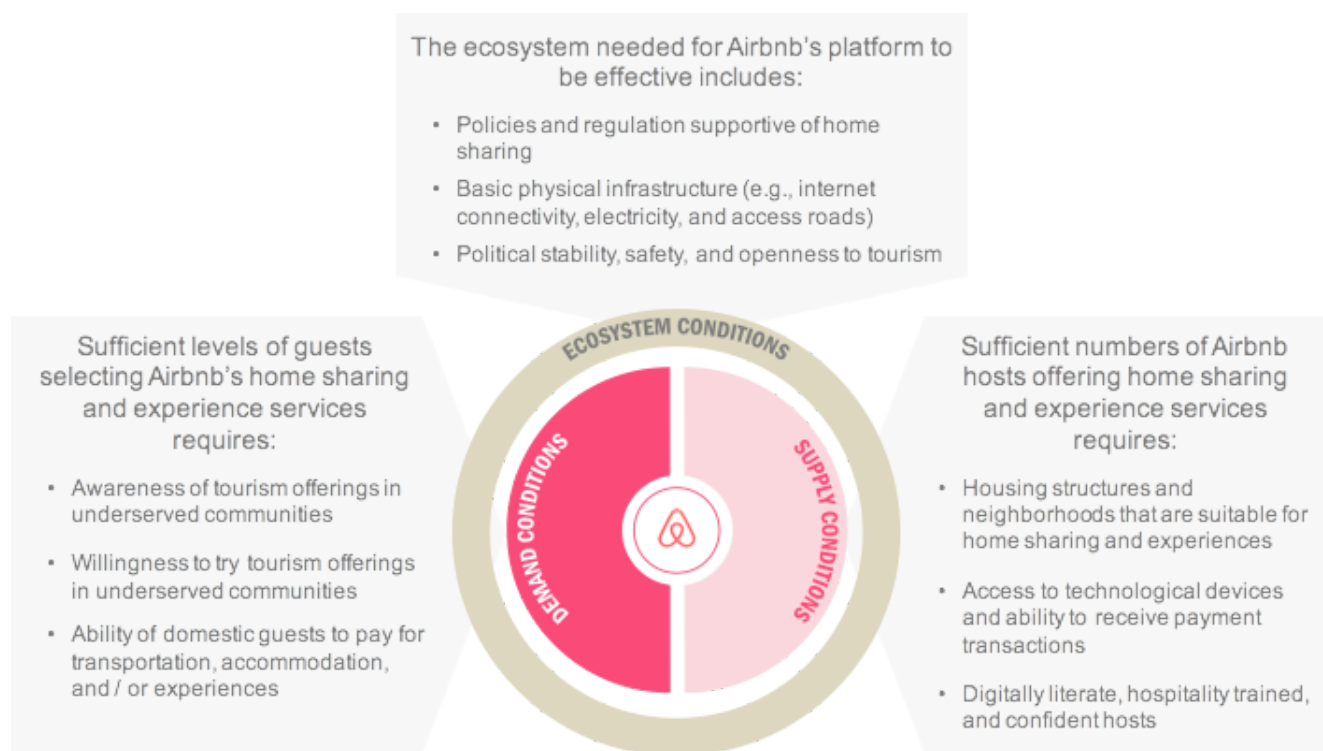 The ecosystem needed for Airbnb's platform to
be effective includes:
• Policies and regulation supportive of home
sharing
• Basic physical infrastructure (e.g., internet
connectivity, electricity, and access roads)
• Political stability, safety, and openness to tourism
ECOSYSTEM CONDITIONS
Sufficient levels of guests
selecting Airbnb's home sharing
and experience services
requires:
• Awareness of tourism offerings in
underserved communities
• Willingness to try tourism offerings
in underserved communities
• Ability of domestic guests to pay for
transportation, accommodation,
and / or experiences
DEMAND CONDITIONS
SUPPLY CONDITIONS
Sufficient numbers of Airbnb
hosts offering home sharing
and experience services
requires:
• Housing structures and
neighborhoods that are suitable for
home sharing and experiences
• Access to technological devices
and ability to receive payment
transactions
• Digitally literate, hospitality trained,
and confident hosts